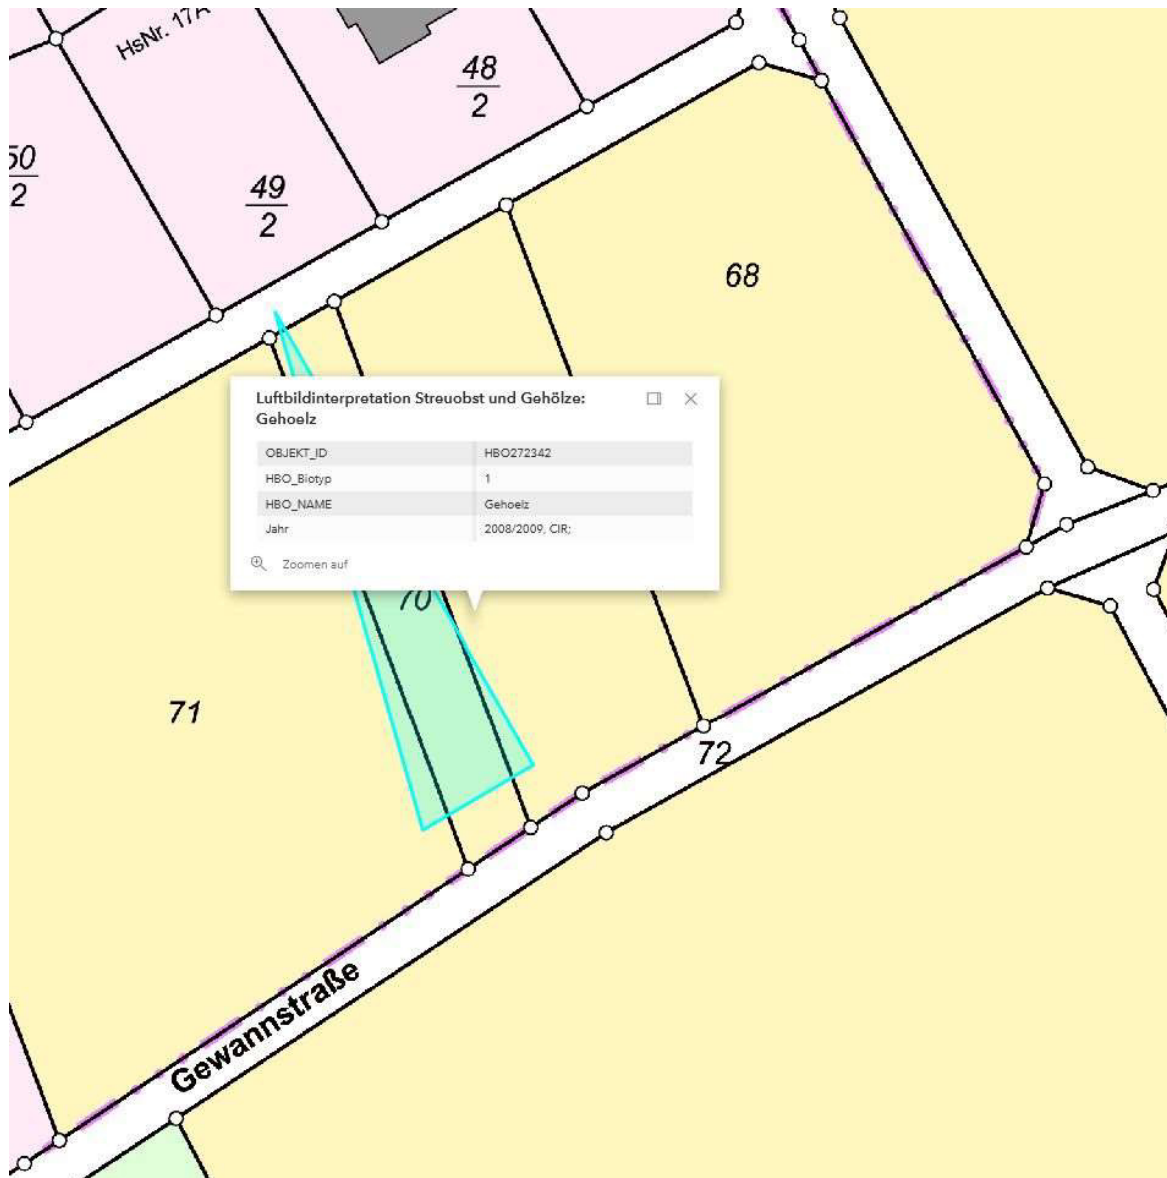 HsNr. 17A
48
2
50
2
49
2
68
Luftbildinterpretation Streuobst und Gehölze:
Gehoelz
OBJEKT_ID HBO272342
HBO_Biotyp 1
HBO_NAME Gehoelz
Jahr 2008/2009, CIR;
Zoomen auf
70
71
72
Gewannstraße